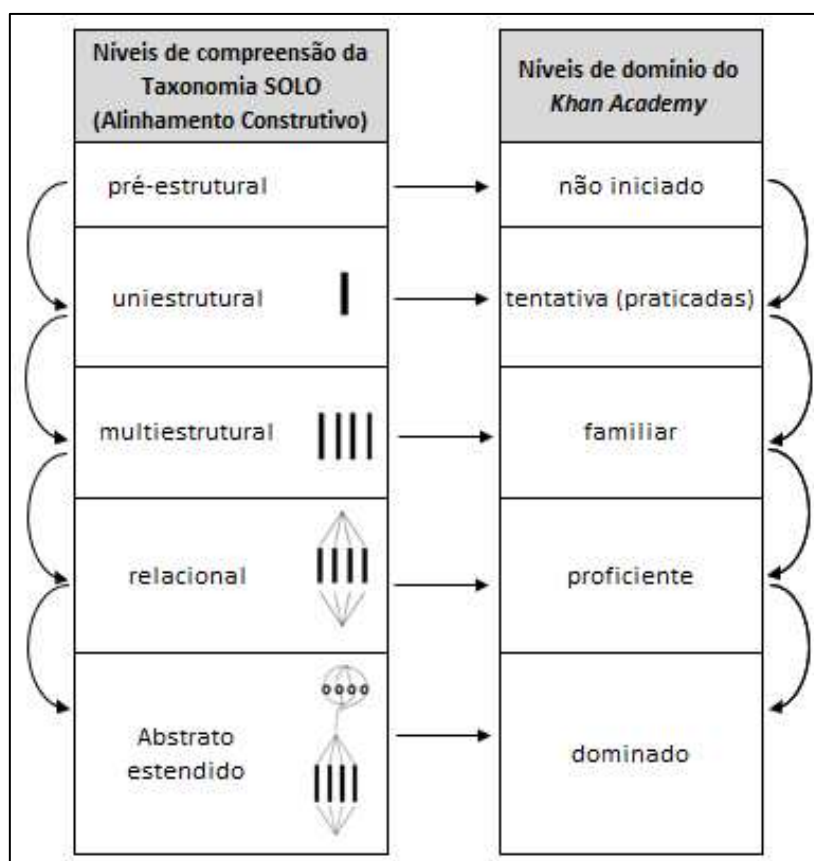 Níveis de compreensão da
Taxonomia SOLO
(Alinhamento Construtivo)
Níveis de domínio do
Khan Academy
pré-estrutural
não iniciado
uniestrutural
tentativa (praticadas)
multiestrutural
familiar
relacional
proficiente
Abstrato
estendido
dominado